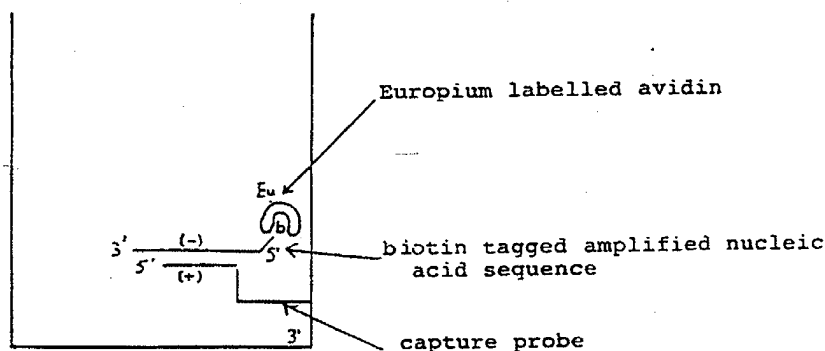 Europium labelled avidin
Eu
b
3' (-) 5'
biotin tagged amplified nucleic
acid sequence
5' (+)
3'
capture probe